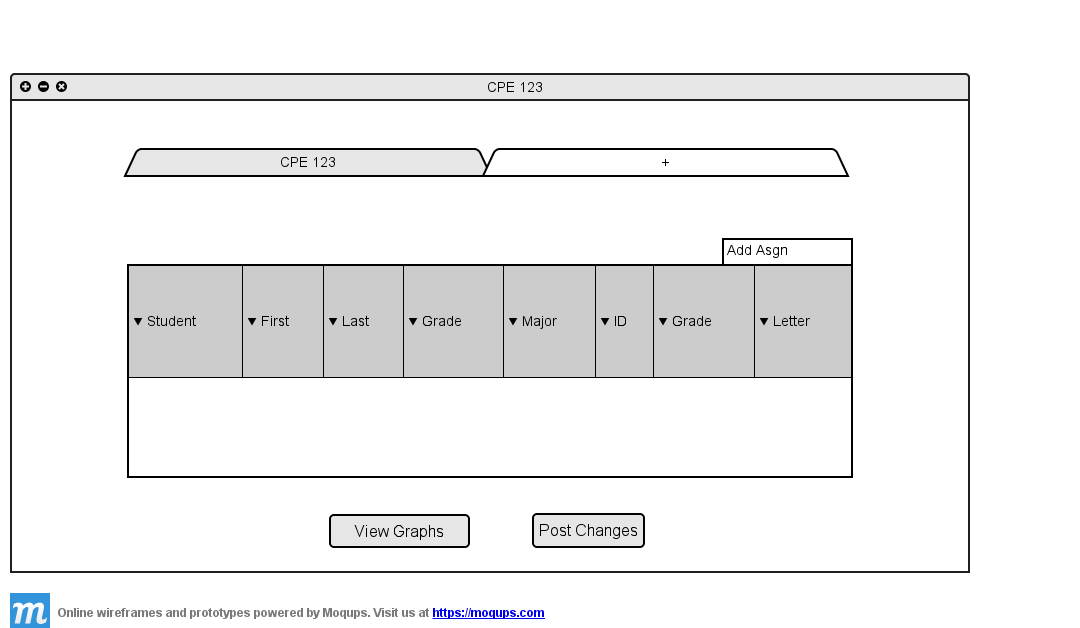 CPE 123
CPE 123 +
Add Asgn
Student First Last Grade Major ID Grade Letter
View Graphs Post Changes
m Online wireframes and prototypes powered by Moqups. Visit us at https://moqups.com